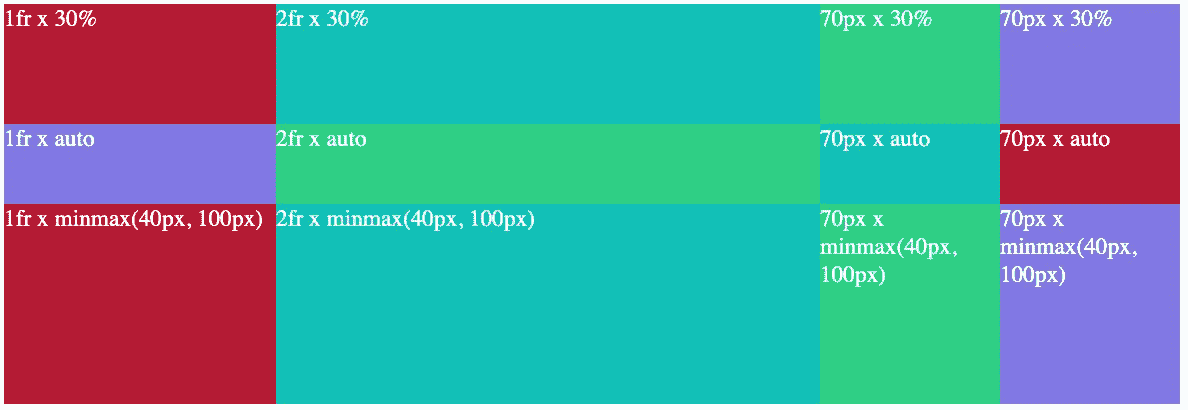 1fr x 30%
2fr x 30%
70px x 30%
70px x 30%
1fr x auto
2fr x auto
70px x auto
70px x auto
1fr x minmax(40px, 100px)
2fr x minmax(40px, 100px)
70px x
minmax(40px,
100px)
70px x
minmax(40px,
100px)